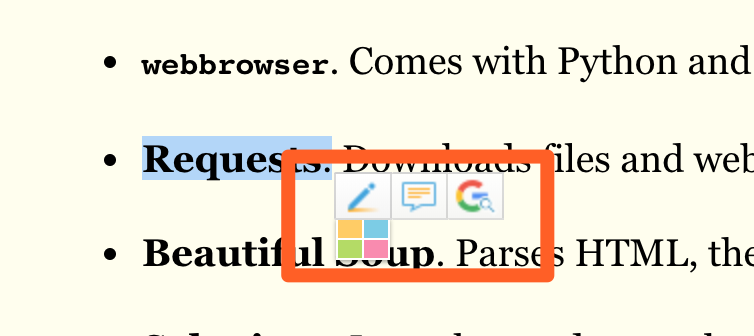 • webbrowser. Comes with Python and
• Requests. Downloads files and web
• Beautiful Soup. Parses HTML, the